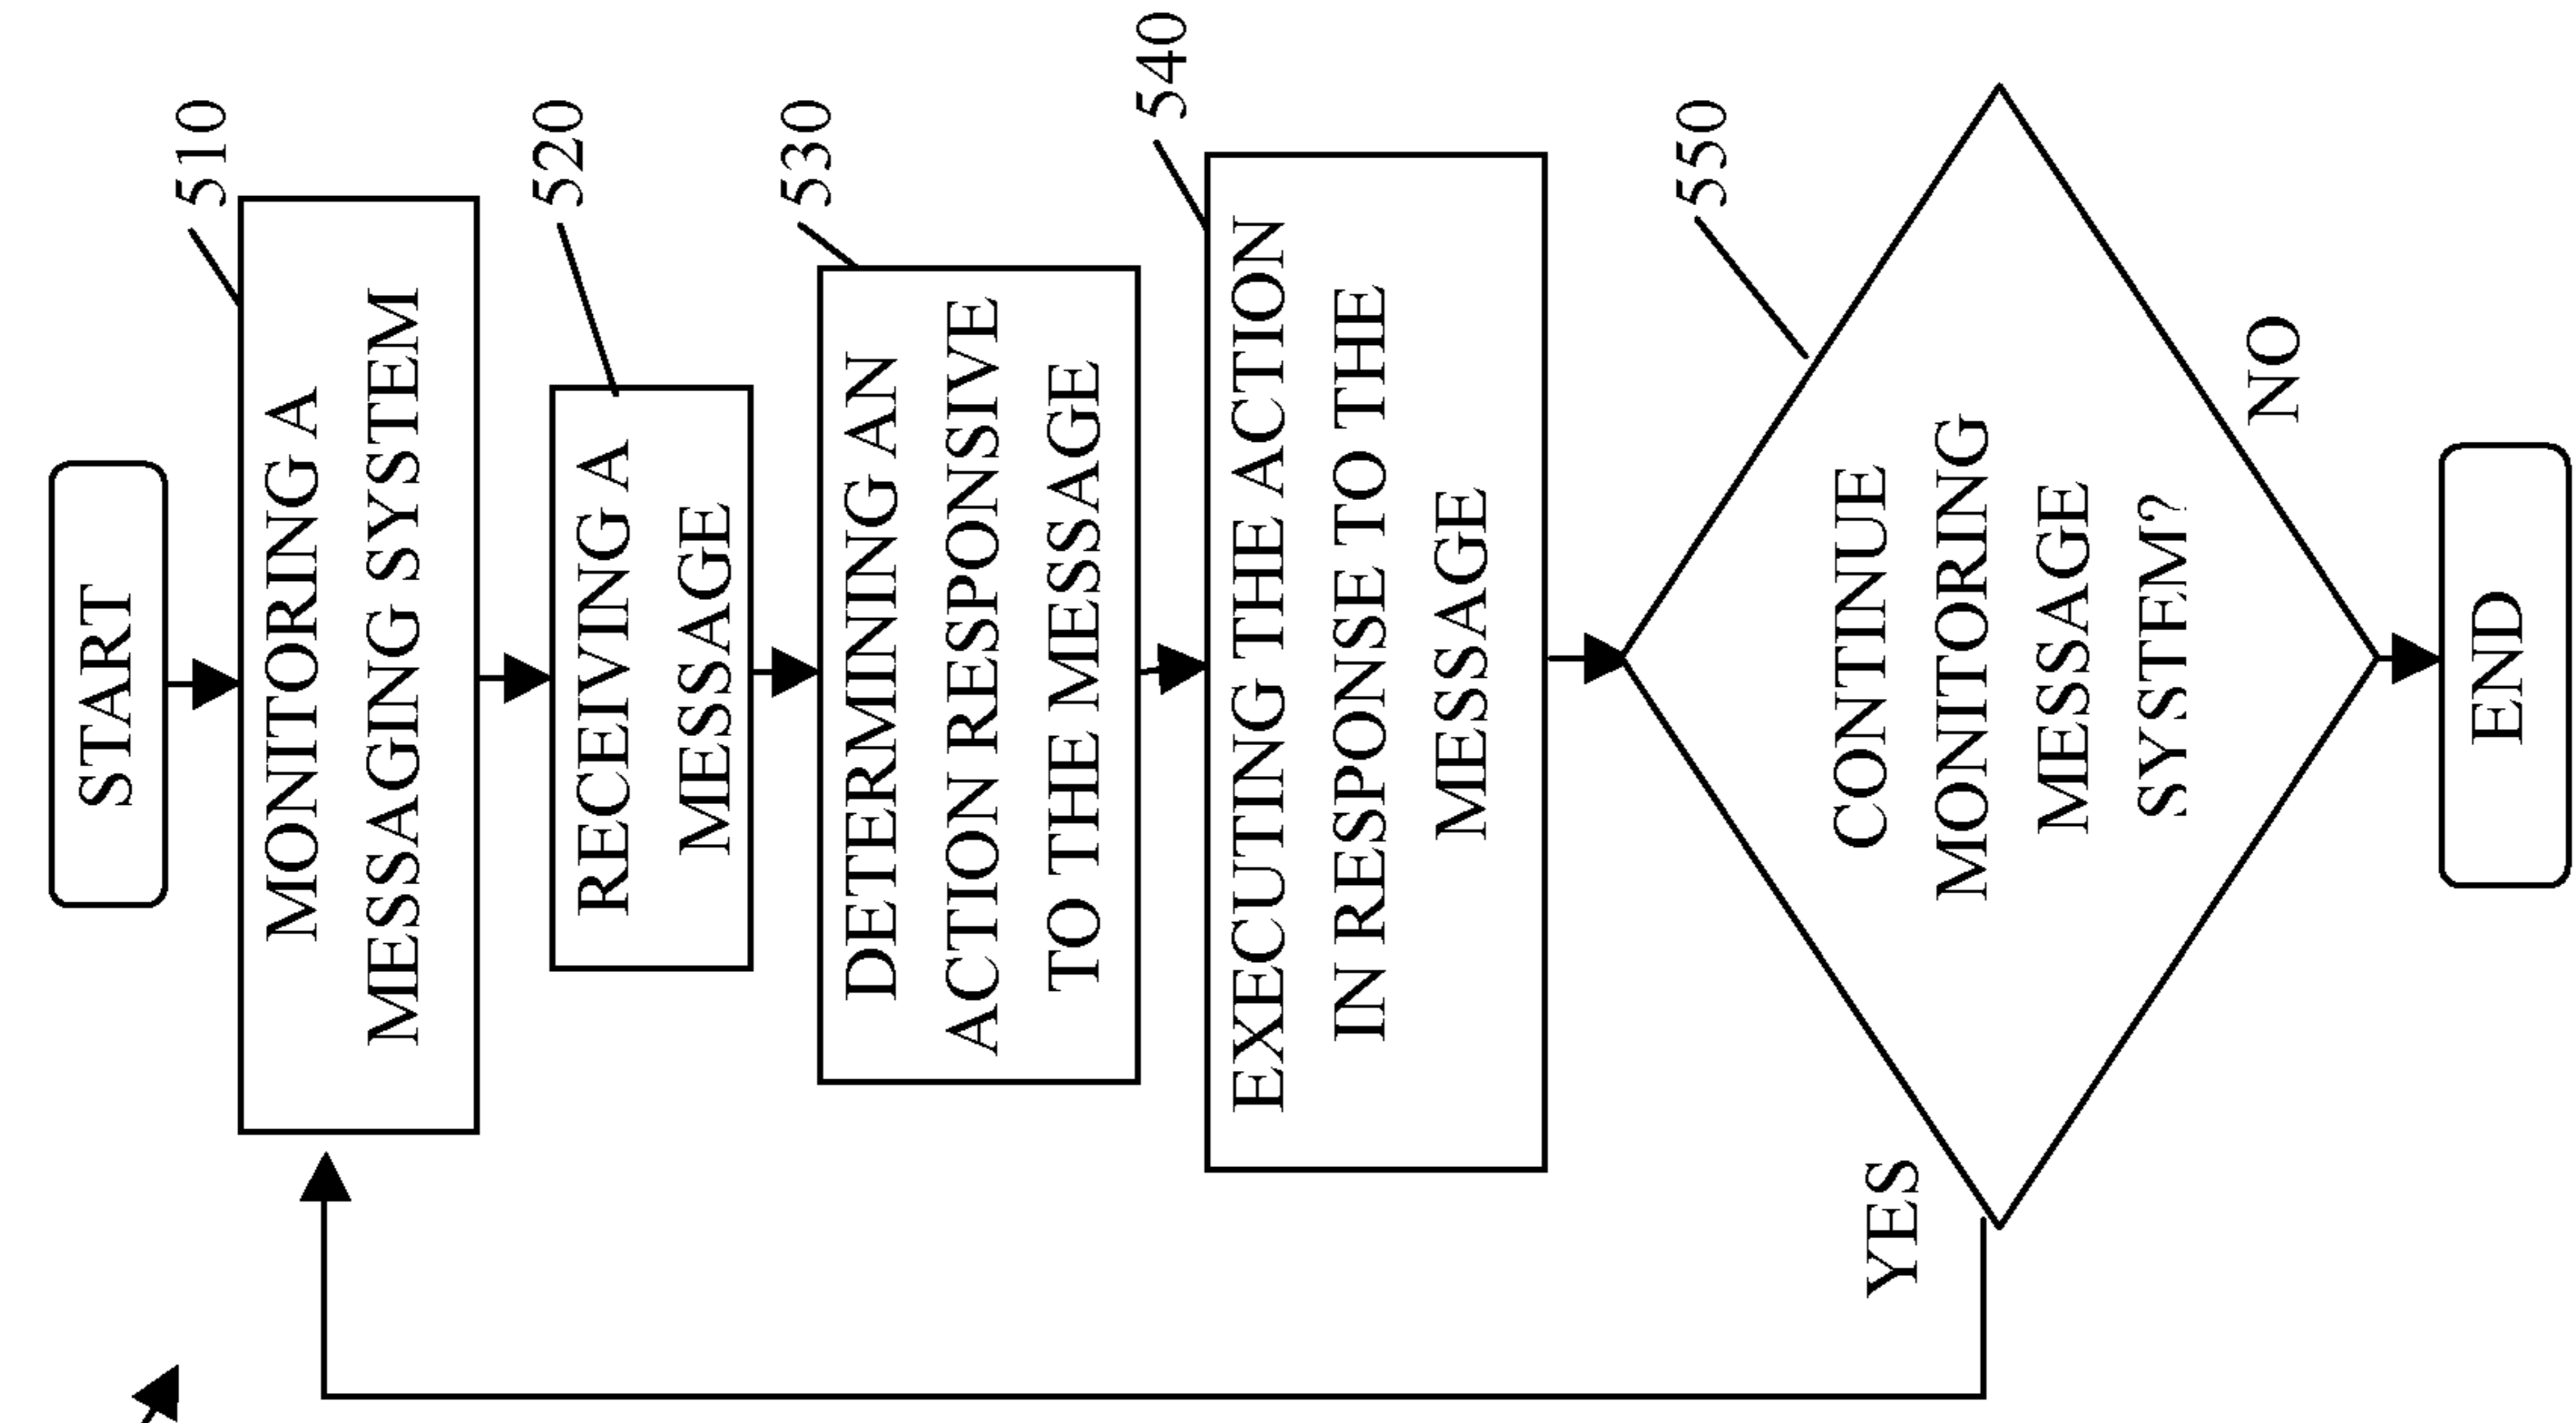 START
510
MONITORING A
MESSAGING SYSTEM
520
RECEIVING A
MESSAGE
530
DETERMINING AN
ACTION RESPONSIVE
TO THE MESSAGE
540
EXECUTING THE ACTION
IN RESPONSE TO THE
MESSAGE
550
CONTINUE
MONITORING
MESSAGE
SYSTEM?
YES
NO
END